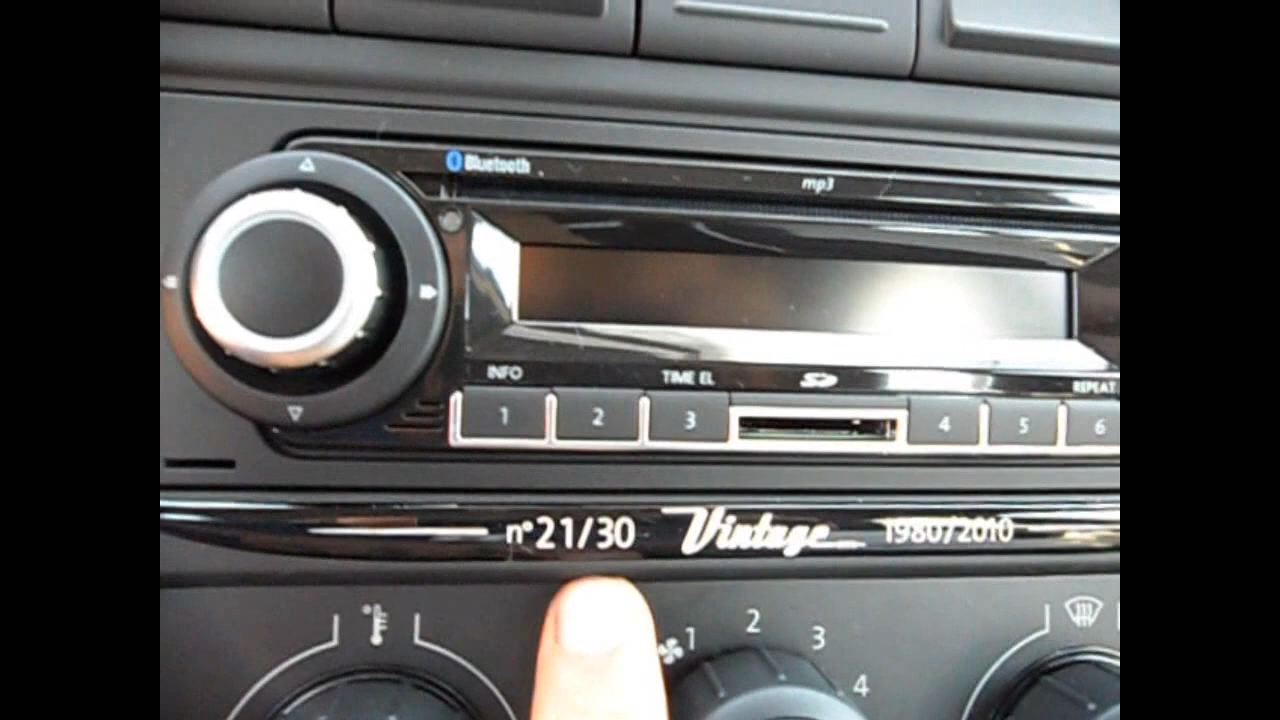 Bluetooth
mp3
INFO
TIME EL
SD
REPEAT
1 2 3 4 5 6
n° 21/30 Vintage 1980/2010
1 2 3 4